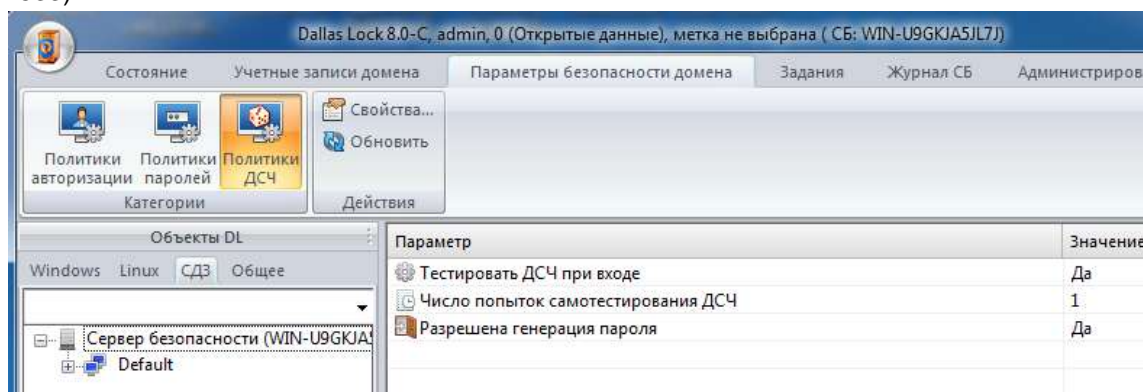 Dallas Lock 8.0-C, admin, 0 (Открытые данные), метка не выбрана ( СБ: WIN-U9GKJA5JL7J)
Состояние Учетные записи домена Параметры безопасности домена Задания Журнал СБ Администриров
Свойства...
Обновить
Политики авторизации
Политики паролей
Политики ДСЧ
Категории Действия
Объекты DL
Windows Linux СДЗ Общее
Сервер безопасности (WIN-U9GKJA
Default
Параметр Значение
Тестировать ДСЧ при входе Да
Число попыток самотестирования ДСЧ 1
Разрешена генерация пароля Да